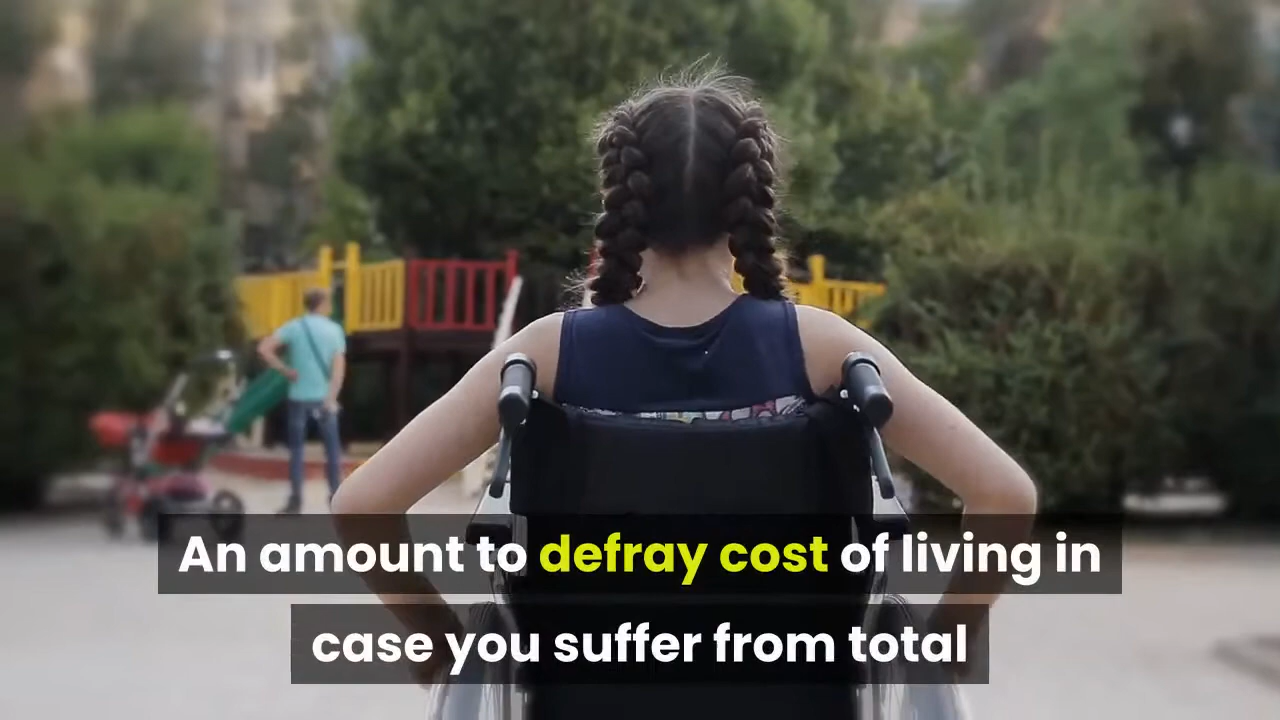 An amount to defray cost of living in
case you suffer from total